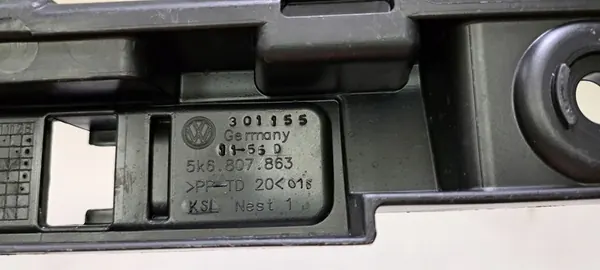 301155
Germany
5k6.807.863
>PP-TD 20<
KSL Nest 1